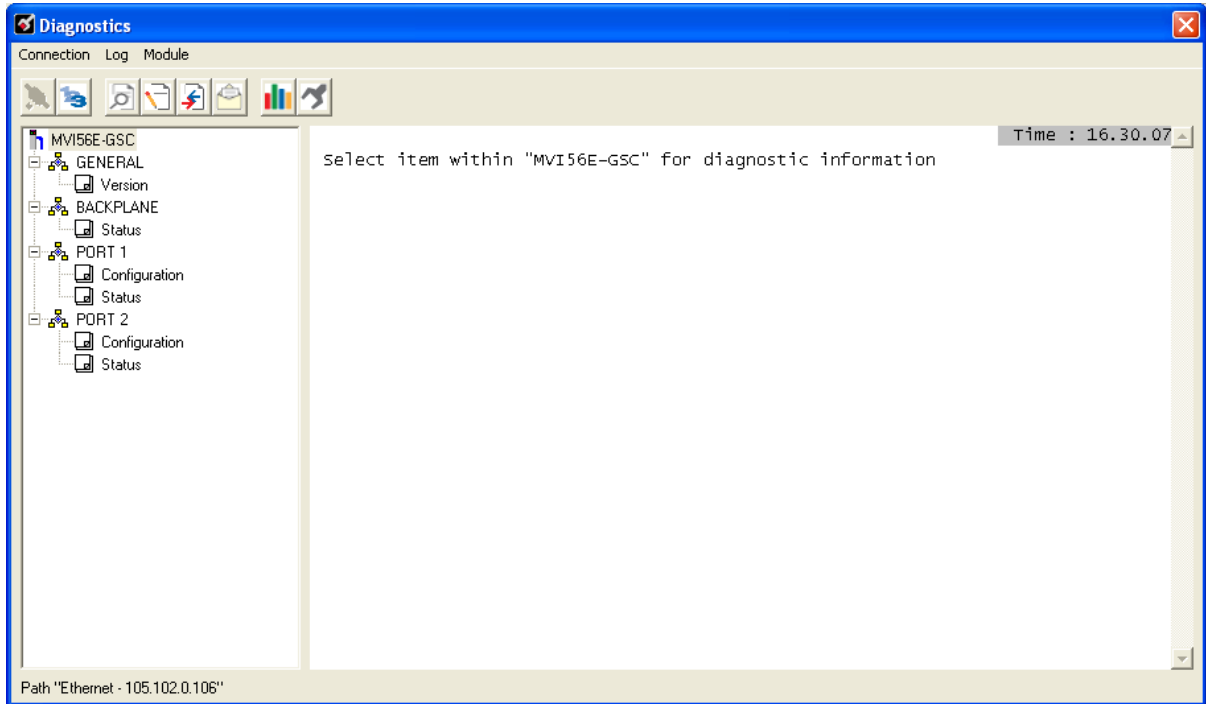 Diagnostics
Connection Log Module
Time : 16.30.07
MVI56E-GSC
GENERAL
Version
BACKPLANE
Status
PORT 1
Configuration
Status
PORT 2
Configuration
Status
Select item within "MVI56E-GSC" for diagnostic information
Path "Ethernet - 105.102.0.106"